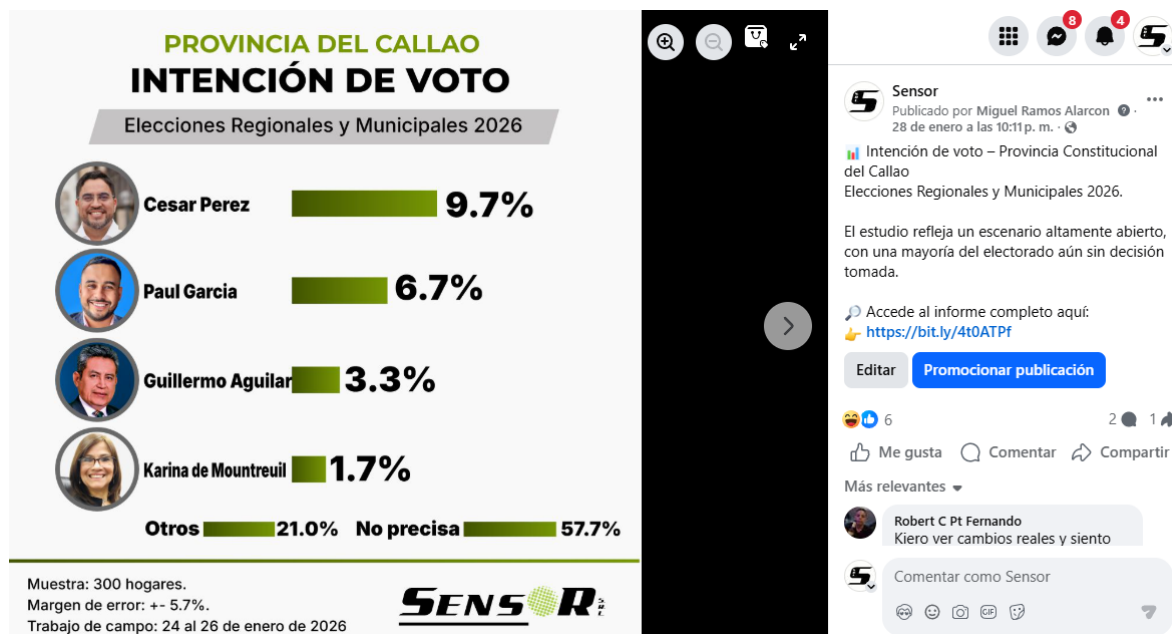 PROVINCIA DEL CALLAO
INTENCIÓN DE VOTO
Elecciones Regionales y Municipales 2026
Cesar Perez 9.7%
Paul Garcia 6.7%
Guillermo Aguilar 3.3%
Karina de Mountreuil 1.7%
Otros 21.0% No precisa 57.7%
Muestra: 300 hogares.
Margen de error: +- 5.7%.
Trabajo de campo: 24 al 26 de enero de 2026
SENSOR
8
4
Sensor
Publicado por Miguel Ramos Alarcon
28 de enero a las 10:11 p. m.
Intención de voto – Provincia Constitucional
del Callao
Elecciones Regionales y Municipales 2026.
El estudio refleja un escenario altamente abierto,
con una mayoría del electorado aún sin decisión
tomada.
Accede al informe completo aquí:
https://bit.ly/4t0ATPf
Editar
Promocionar publicación
6
2
1
Me gusta
Comentar
Compartir
Más relevantes
Robert C Pt Fernando
Kiero ver cambios reales y siento
Comentar como Sensor
GIF